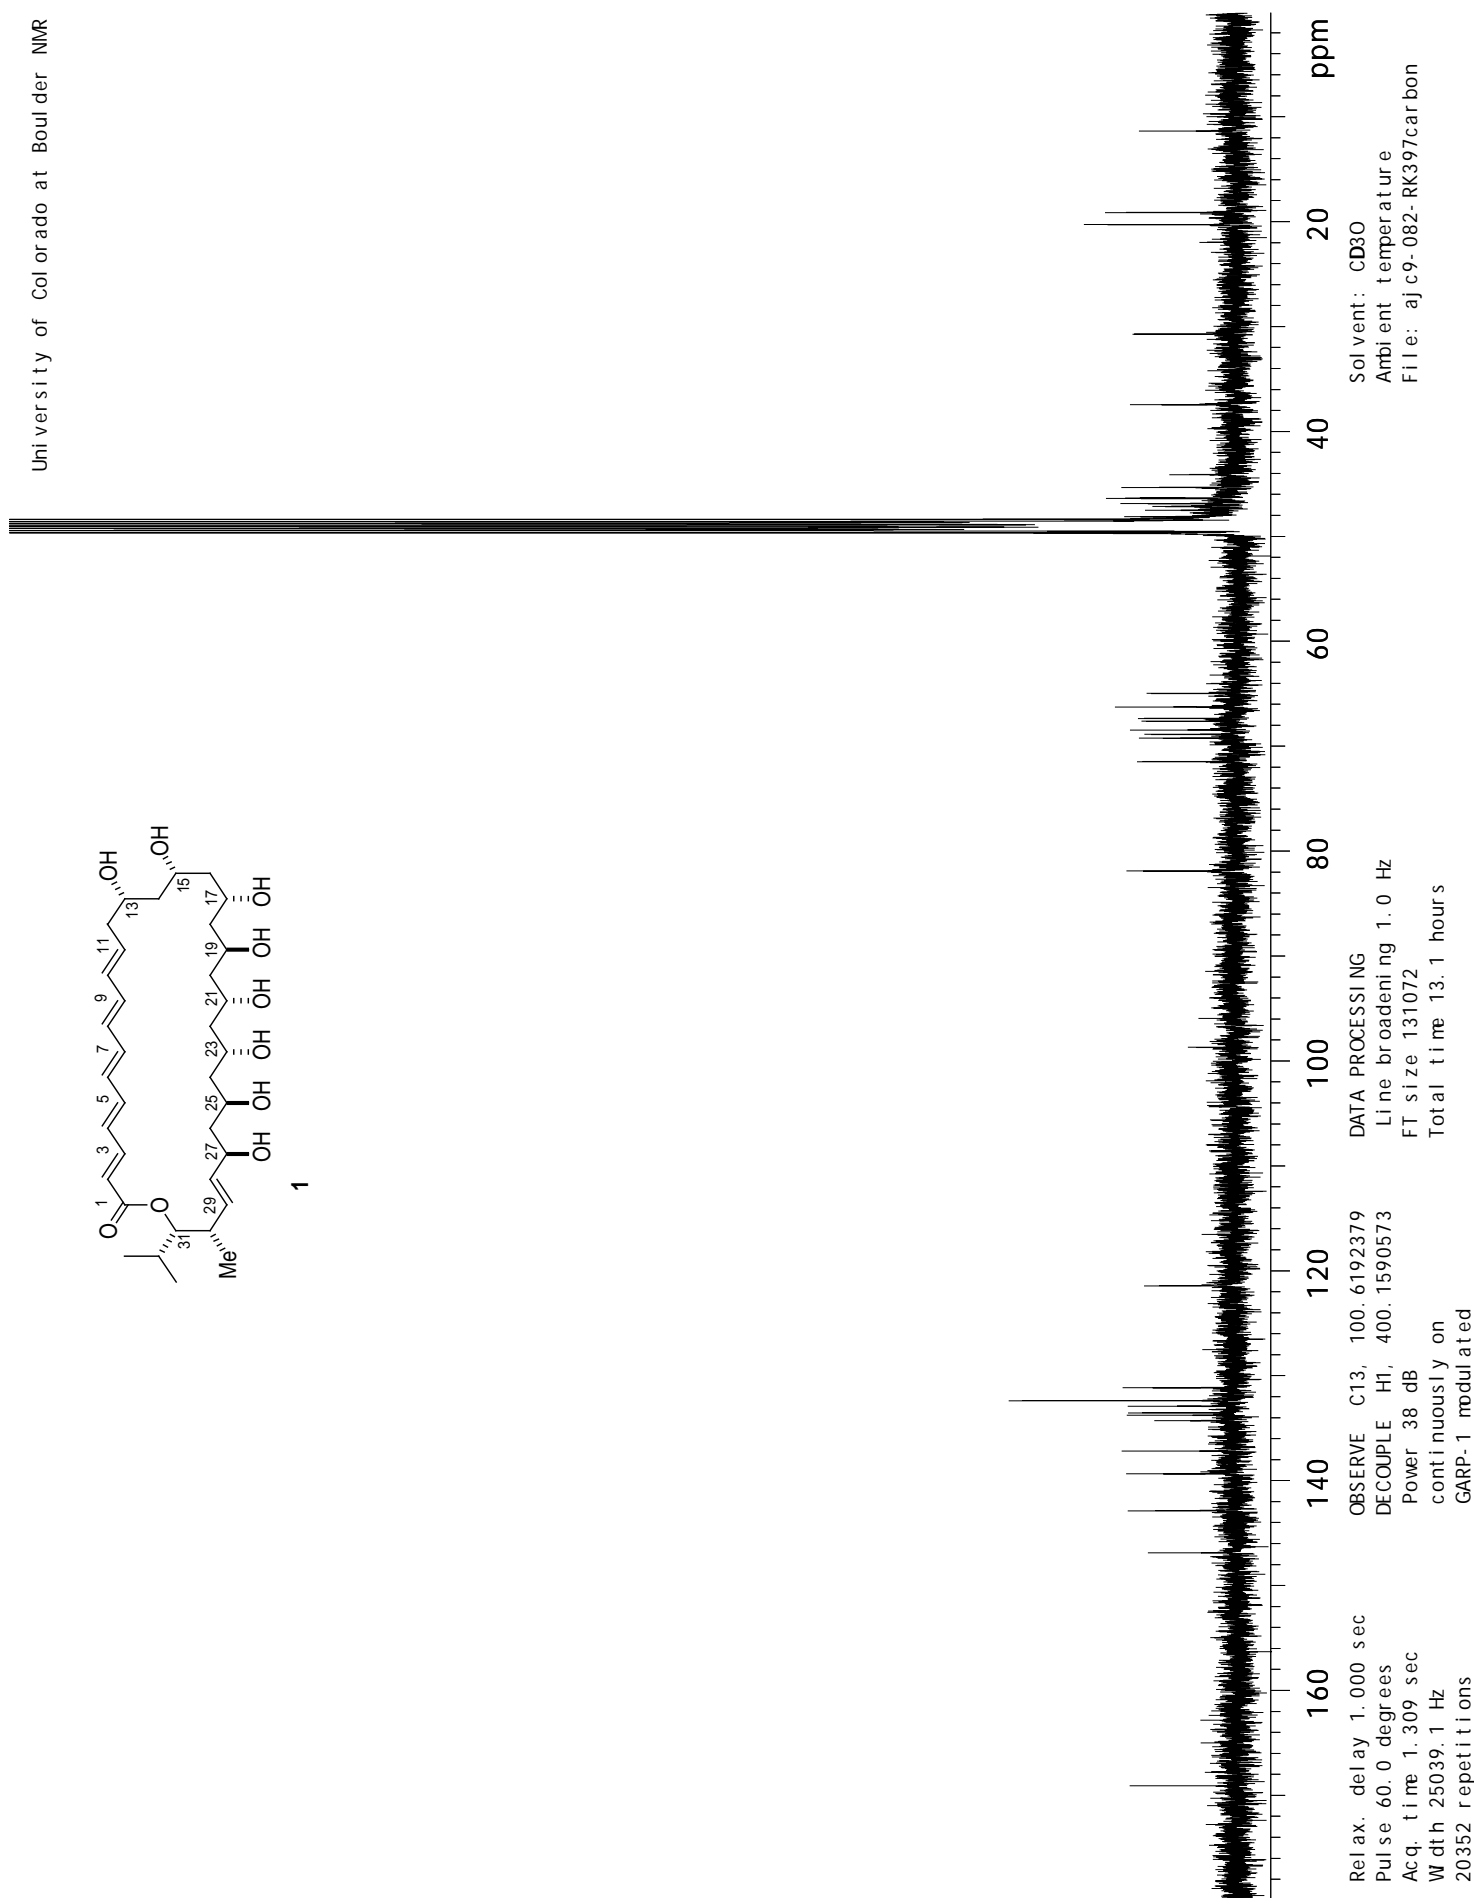 University of Colorado at Boulder NMR
O
1
3
5
7
9
11
13
OH
15
OH
O
31
Me
29
27
25
23
21
19
17
OH
OH
OH
OH
OH
OH
1
160
140
120
100
80
60
40
20
ppm
Relax. delay 1.000 sec
Pulse 60.0 degrees
Acq. time 1.309 sec
Width 25039.1 Hz
20352 repetitions
OBSERVE C13, 100.6192379
DECOUPLE H1, 400.1590573
Power 38 dB
continuously on
GARP-1 modulated
DATA PROCESSING
Line broadening 1.0 Hz
FT size 131072
Total time 13.1 hours
Solvent: CD3O
Ambient temperature
File: ajc9-082-RK397carbon